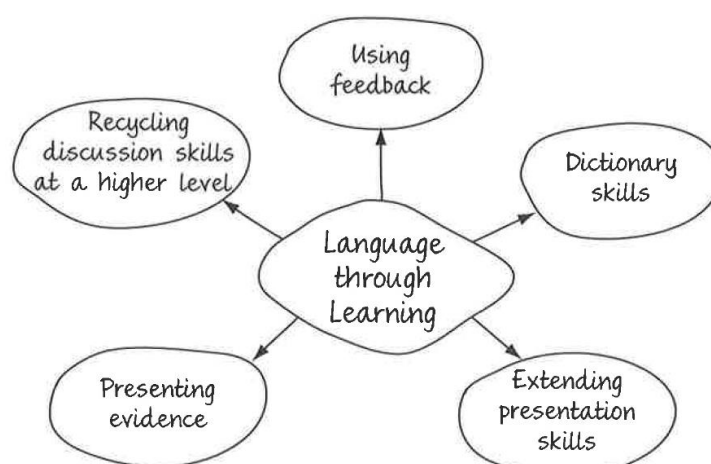 Using
feedback
Recycling
discussion skills
at a higher level
Dictionary
skills
Language
through
Learning
Presenting
evidence
Extending
presentation
skills